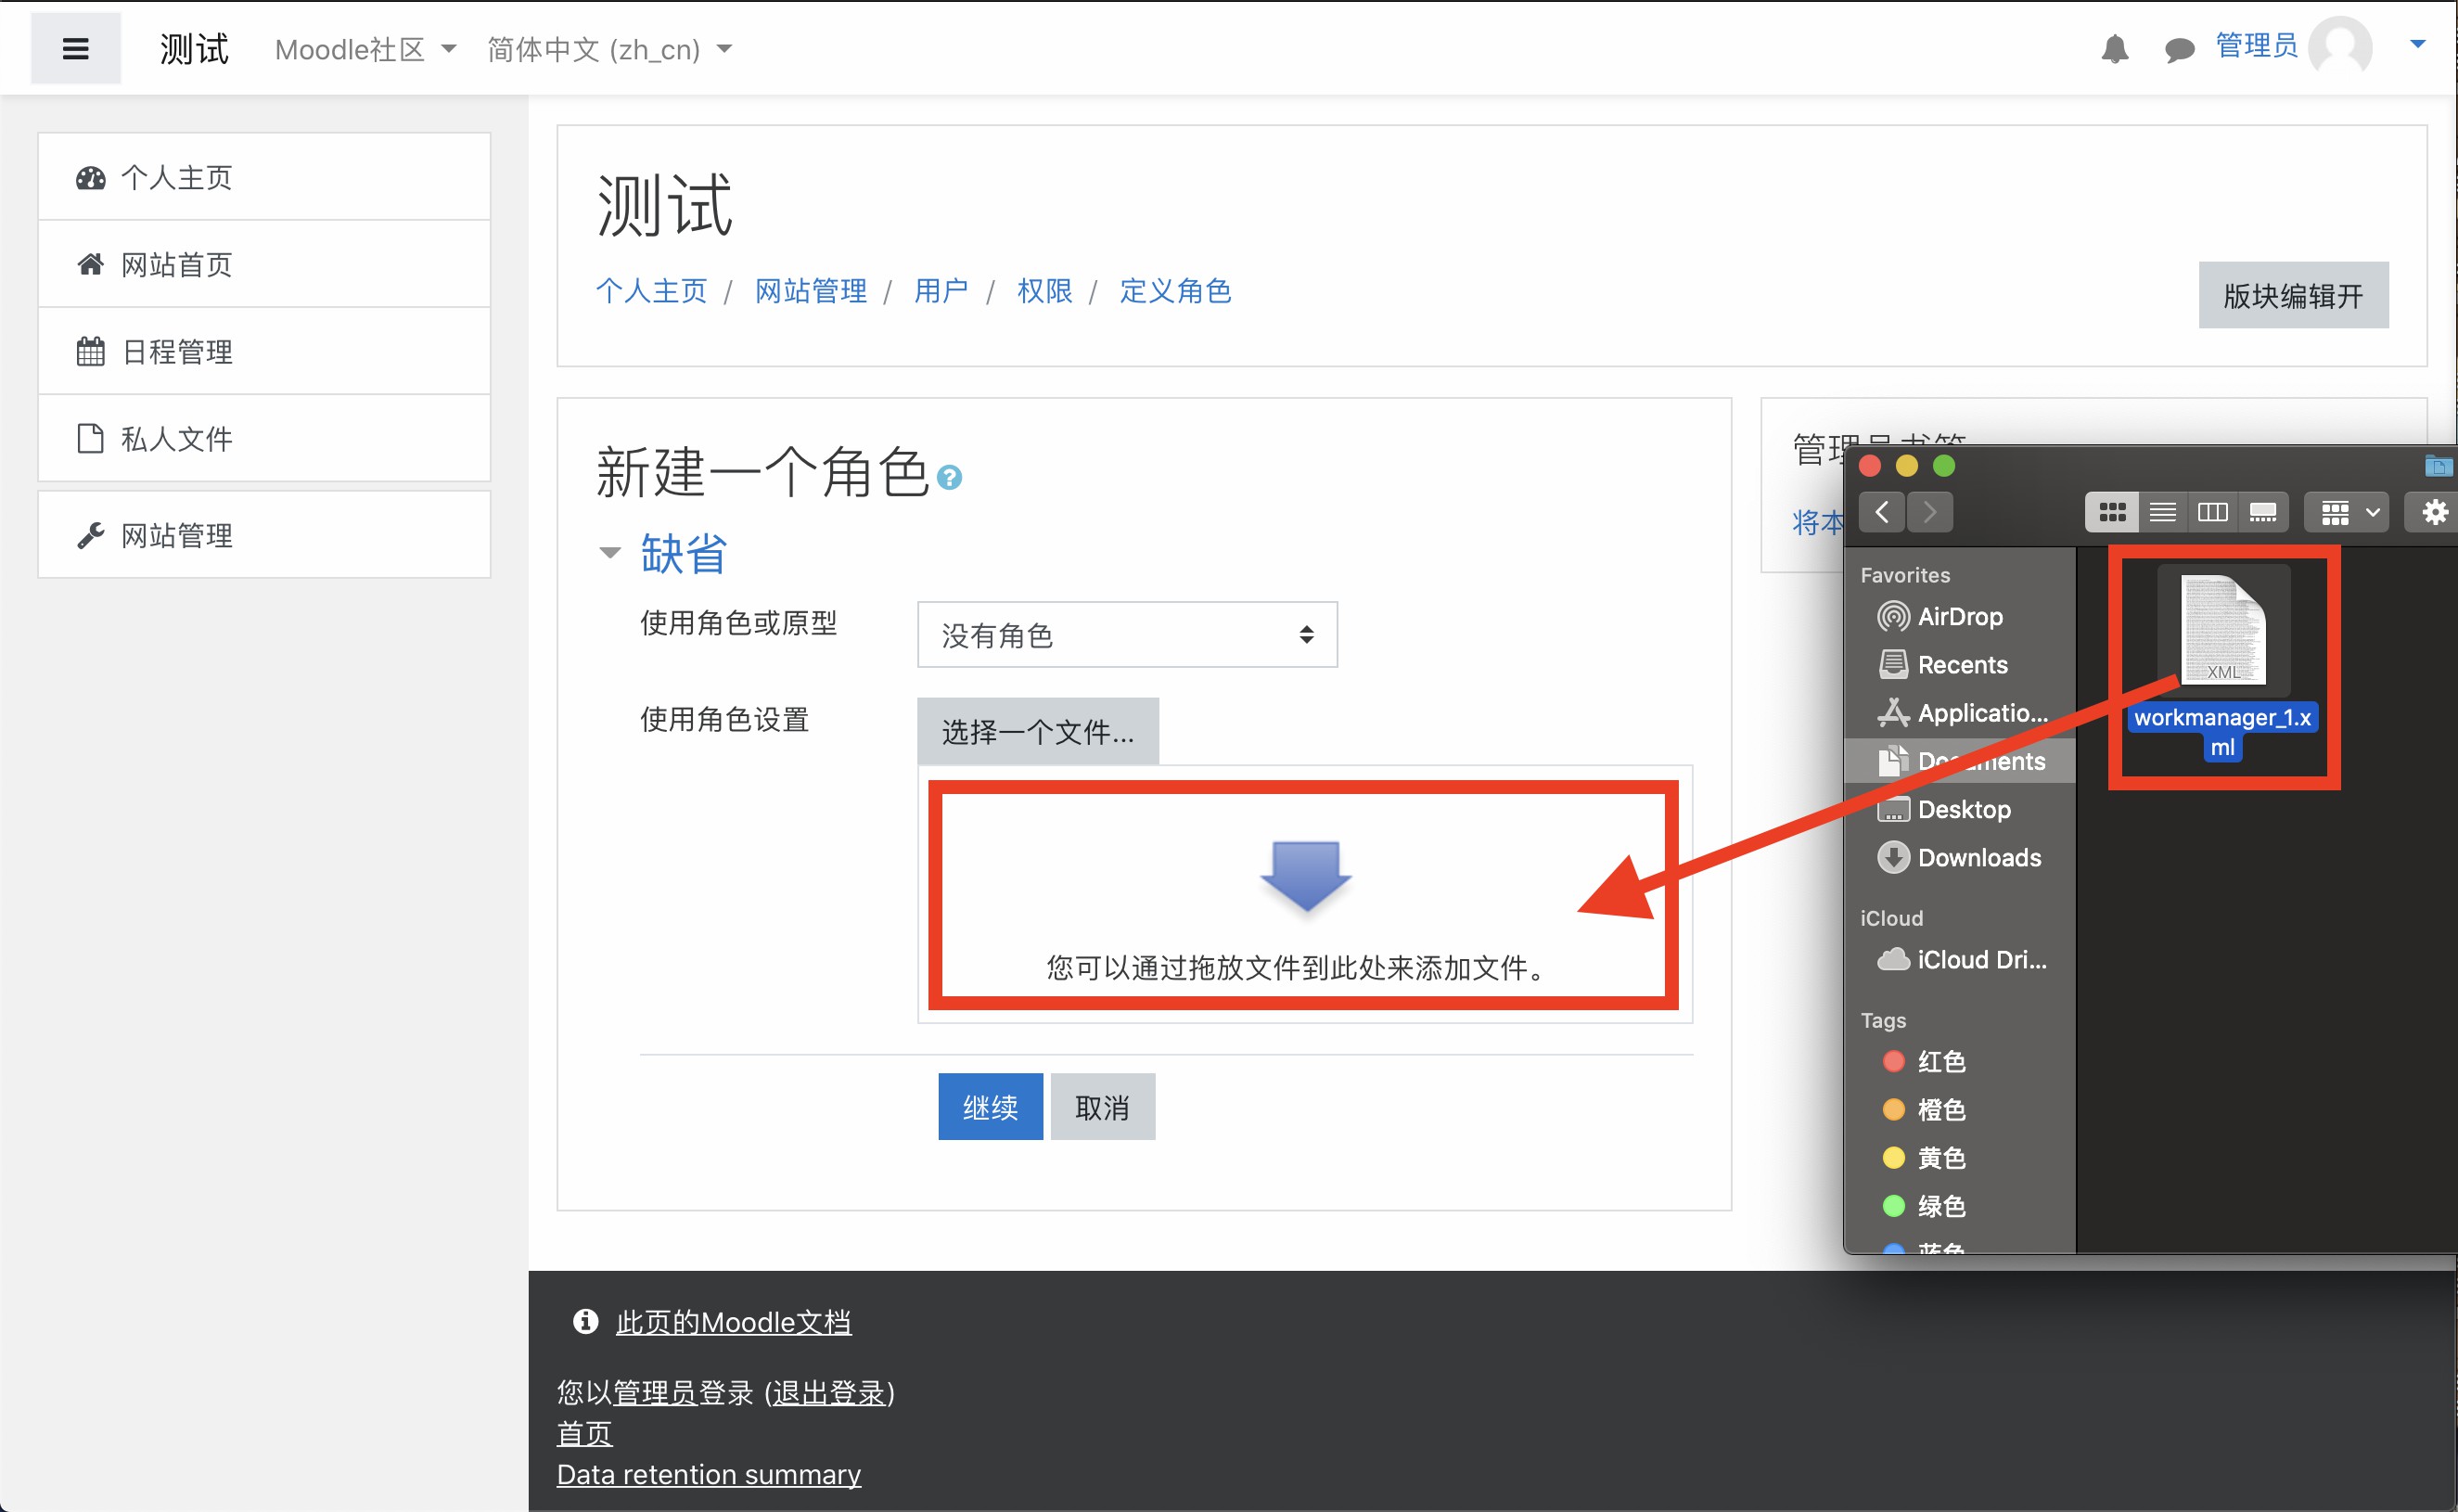 测试 Moodle社区 简体中文 (zh_cn) 管理员
个人主页
网站首页
日程管理
私人文件
网站管理
测试
个人主页 / 网站管理 / 用户 / 权限 / 定义角色
版块编辑开
新建一个角色
缺省
使用角色或原型 没有角色
使用角色设置 选择一个文件...
您可以通过拖放文件到此处来添加文件。
继续 取消
管理员书签
将本
Favorites
AirDrop
Recents
Applicatio...
Documents
Desktop
Downloads
iCloud
iCloud Dri...
Tags
红色
橙色
黄色
绿色
蓝色
XML
workmanager_1.x
ml
此页的Moodle文档
您以管理员登录 (退出登录)
首页
Data retention summary